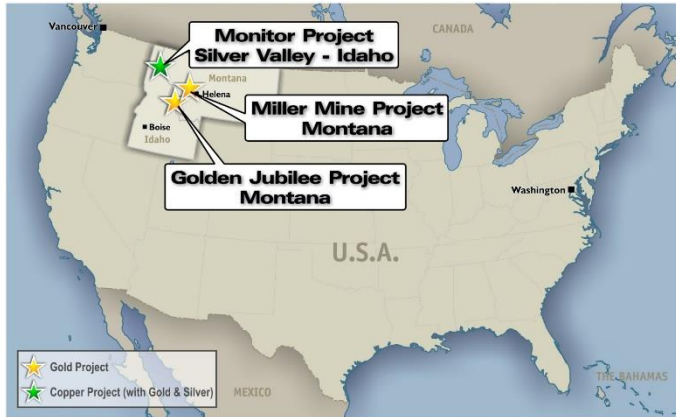 Vancouver
CANADA
Monitor Project
Silver Valley - Idaho
Montana
Helena
Miller Mine Project
Montana
Boise
Idaho
Golden Jubilee Project
Montana
Washington
U.S.A.
Gold Project
Copper Project (with Gold & Silver)
MEXICO
THE BAHAMAS